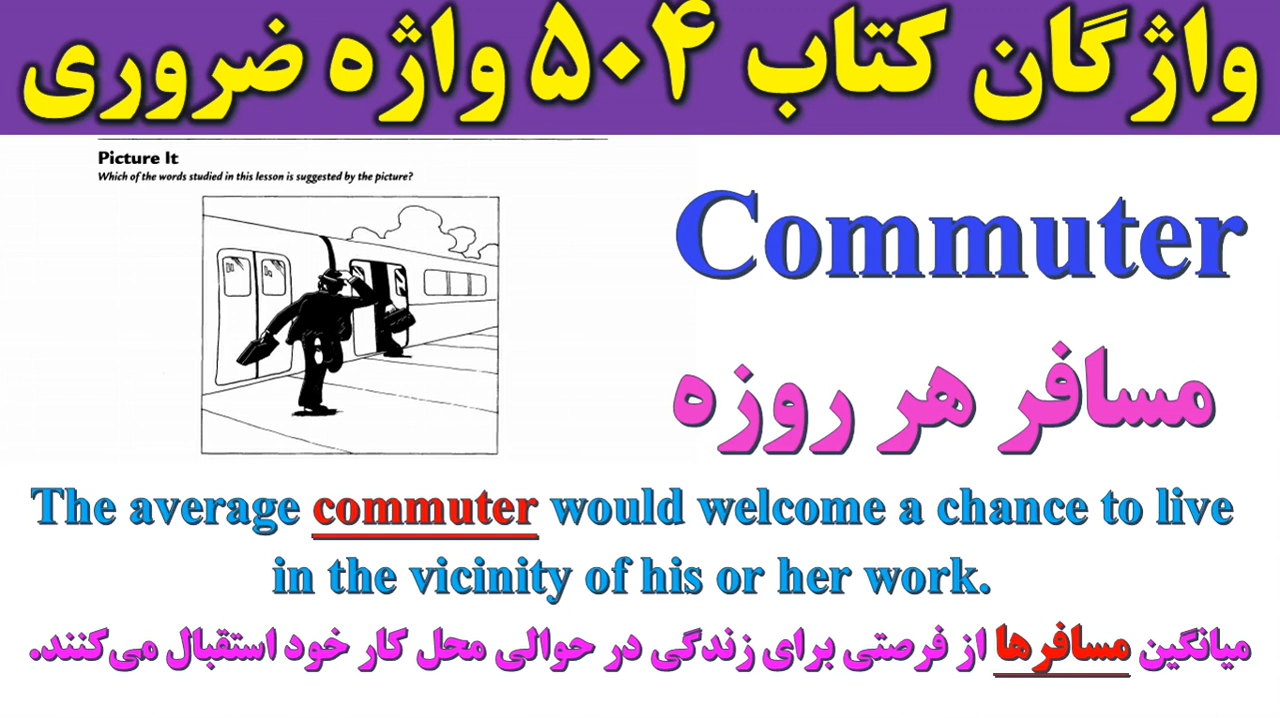 واژگان کتاب ۵۰۴ واژه ضروری
Picture It
Which of the words studied in this lesson is suggested by the picture?
Commuter
مسافر هر روزه
The average commuter would welcome a chance to live
in the vicinity of his or her work.
میانگین مسافرها از فرصتی برای زندگی در حوالی محل کار خود استقبال می‌کنند.